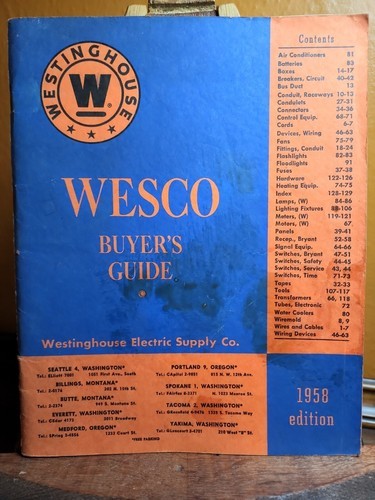 WESTINGHOUSE
W
WESCO
BUYER'S
GUIDE
Westinghouse Electric Supply Co.
Contents
Air Conditioners 81
Batteries 83
Boxes 14-17
Breakers, Circuit 40-42
Bus Duct 13
Conduit, Raceways 10-13
Condulets 27-31
Connectors 34-36
Control Equip. 68-71
Cords 6-7
Devices, Wiring 46-63
Fans 75-79
Fittings, Conduit 18-24
Flashlights 82-83
Floodlights 91
Fuses 37-38
Hardware 122-126
Heating Equip. 74-75
Index 128-129
Lamps, (W) 84-86
Lighting Fixtures 88-106
Motors, (W) 119-121
Motors, (W) 67
Panels 39-41
Recep., Bryant 52-58
Signal Equip. 64-66
Switches, Bryant 47-51
Switches, Safety 44-45
Switches, Service 43, 44
Switches, Time 71-73
Tapes 32-33
Tools 107-117
Transformers 66, 118
Tubes, Electronic 72
Water Coolers 80
Wiremold 8, 9
Wires and Cables 1-7
Wiring Devices 46-63
SEATTLE 4, WASHINGTON*
1051 First Ave., South
BILLINGS, MONTANA*
BUTTE, MONTANA*
EVERETT, WASHINGTON*
MEDFORD, OREGON*
PORTLAND 9, OREGON*
SPOKANE 1, WASHINGTON*
TACOMA 2, WASHINGTON*
YAKIMA, WASHINGTON*
*FREE PARKING
1958
edition